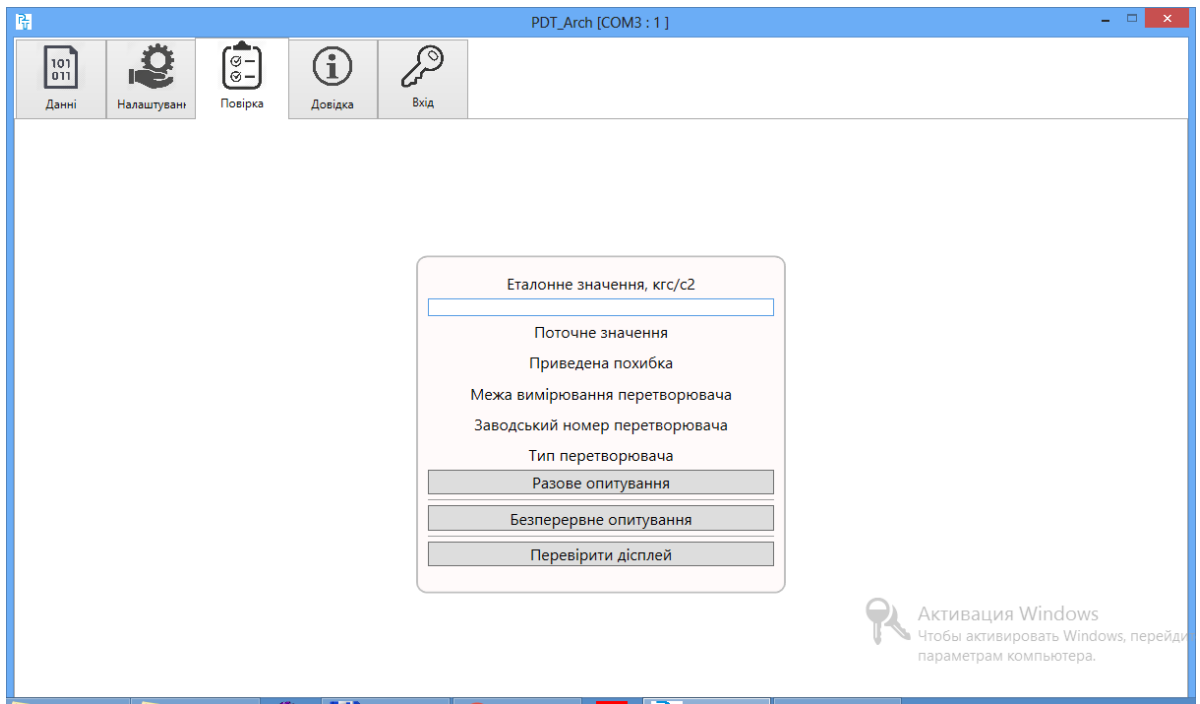 PDT_Arch [COM3 : 1 ]
101
011
Данні
Налаштуванн
Повірка
Довідка
Вхід
Еталонне значення, кгс/с2
Поточне значення
Приведена похибка
Межа вимірювання перетворювача
Заводський номер перетворювача
Тип перетворювача
Разове опитування
Безперервне опитування
Перевірити дісплей
Активация Windows
Чтобы активировать Windows, перейди
параметрам компьютера.